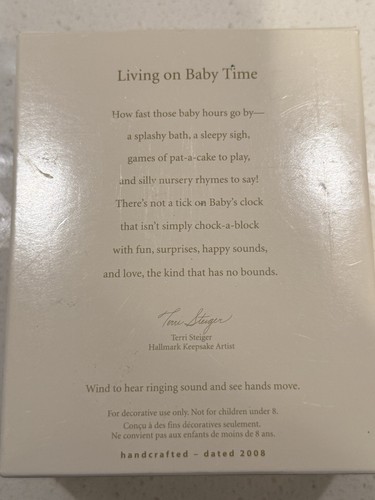 Living on Baby Time
How fast those baby hours go by—
a splashy bath, a sleepy sigh,
games of pat-a-cake to play,
and silly nursery rhymes to say!
There's not a tick on Baby's clock
that isn't simply chock-a-block
with fun, surprises, happy sounds,
and love, the kind that has no bounds.
Terri Steiger
Terri Steiger
Hallmark Keepsake Artist
Wind to hear ringing sound and see hands move.
For decorative use only. Not for children under 8.
Conçu à des fins décoratives seulement.
Ne convient pas aux enfants de moins de 8 ans.
handcrafted – dated 2008